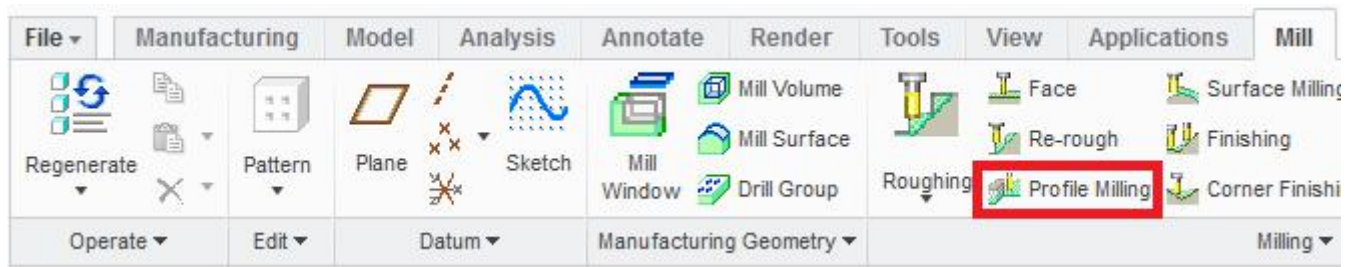 File Manufacturing Model Analysis Annotate Render Tools View Applications Mill
Regenerate
Pattern
Plane
Sketch
Mill
Window
Mill Volume
Mill Surface
Drill Group
Roughing
Face
Re-rough
Profile Milling
Surface Milling
Finishing
Corner Finishi
Operate Edit Datum Manufacturing Geometry Milling